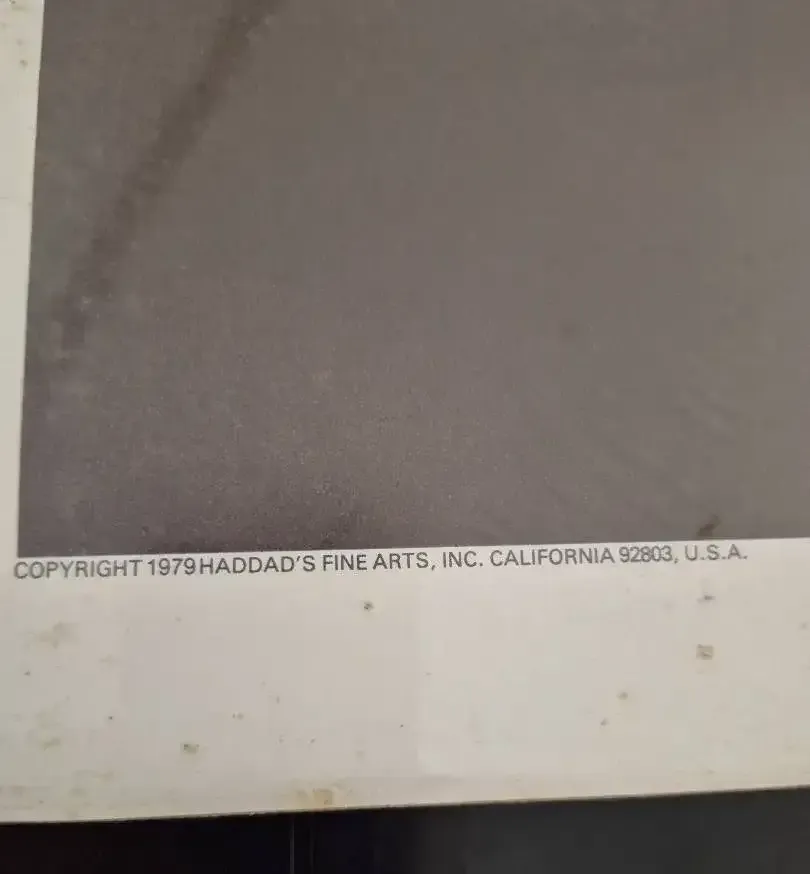 COPYRIGHT 1979 HADDAD'S FINE ARTS, INC. CALIFORNIA 92803, U.S.A.